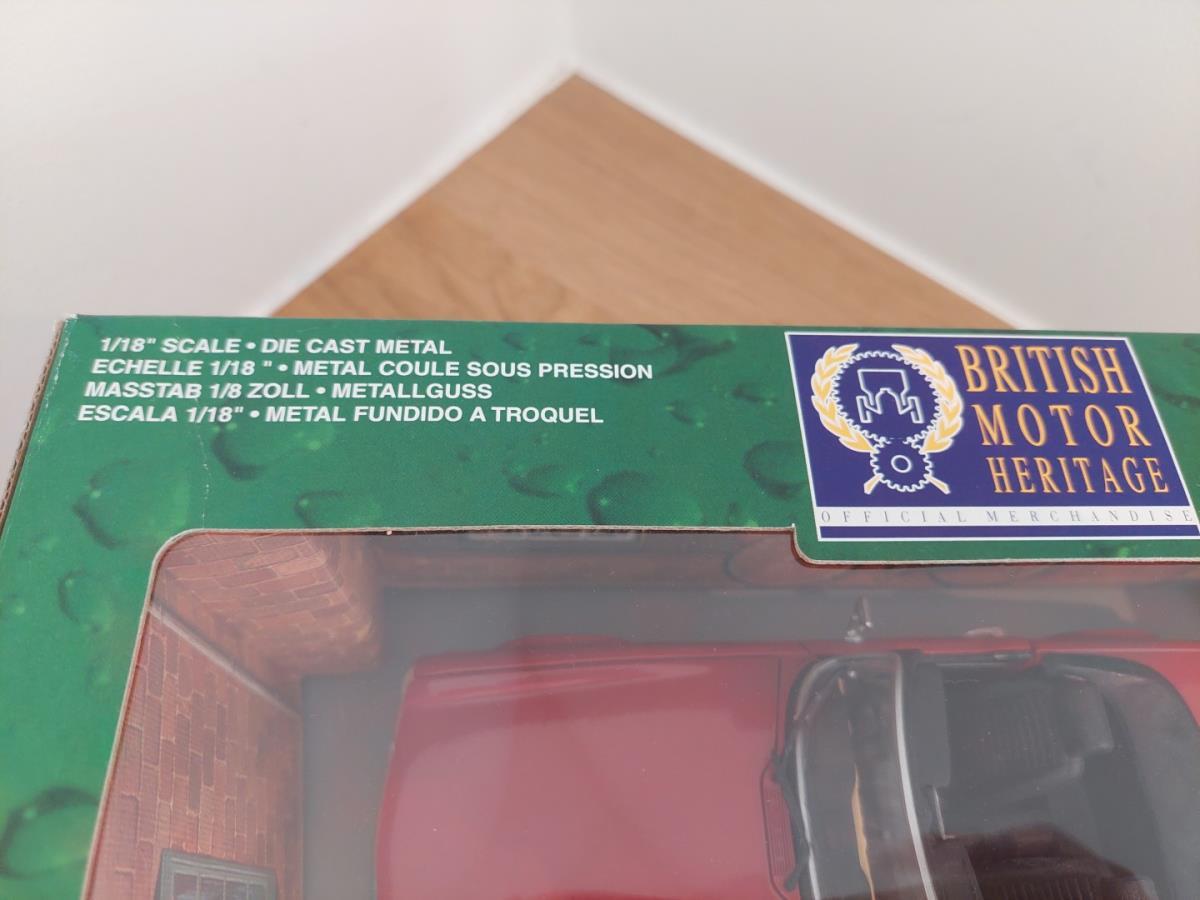 1/18" SCALE • DIE CAST METAL
ECHELLE 1/18 " • METAL COULE SOUS PRESSION
MASSTAB 1/8 ZOLL • METALLGUSS
ESCALA 1/18" • METAL FUNDIDO A TROQUEL
BRITISH
MOTOR
HERITAGE
OFFICIAL MERCHANDISE